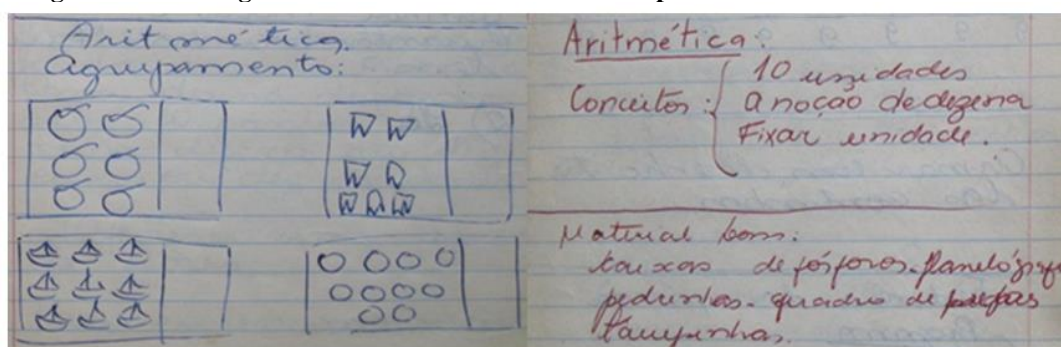 Aritmética.
Agrupamento:
Aritmética:
Conceitos:
10 unidades
a noção de dezena
Fixar unidade.
Material bom:
caixas de fósforos. flanelógrafo
pedrinhas. quadro de pregas
tampinhas.